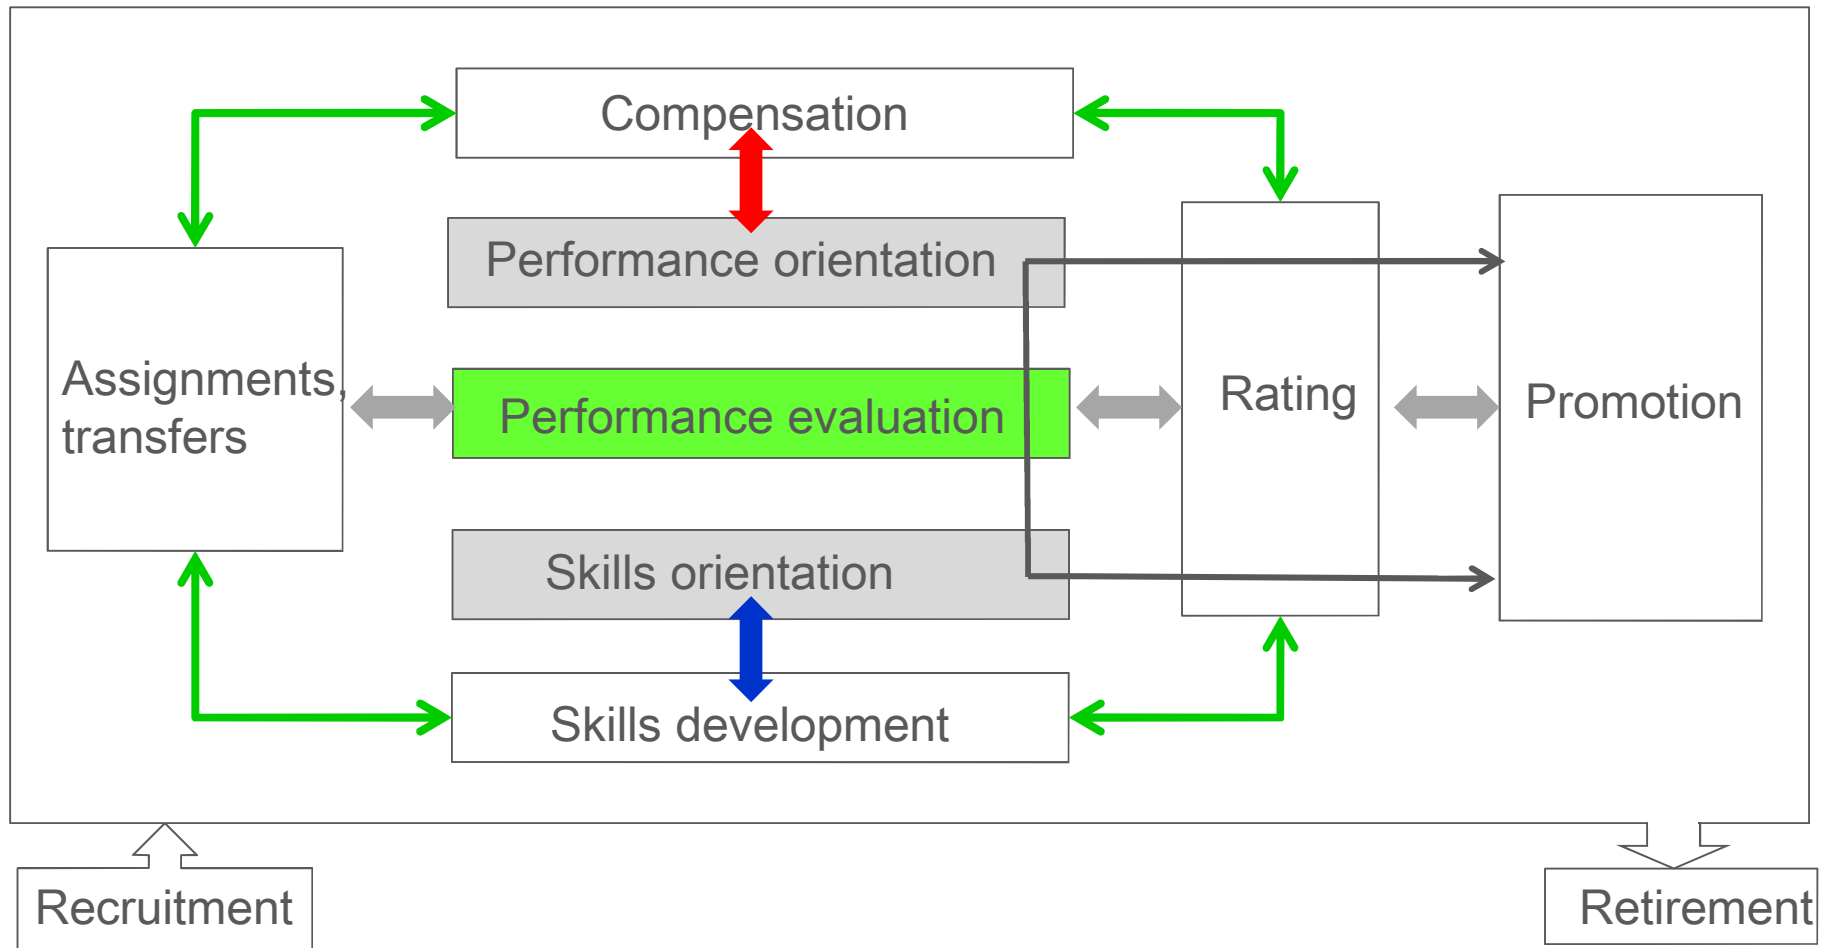 Compensation
Performance orientation
Assignments,
transfers
Performance evaluation
Rating
Promotion
Skills orientation
Skills development
Recruitment
Retirement